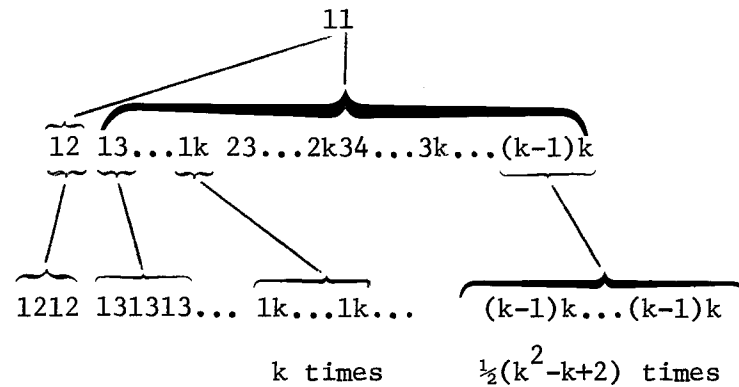 11
12 13...1k 23...2k34...3k...(k-1)k
1212 131313... 1k...1k... (k-1)k...(k-1)k
k times ½(k²-k+2) times